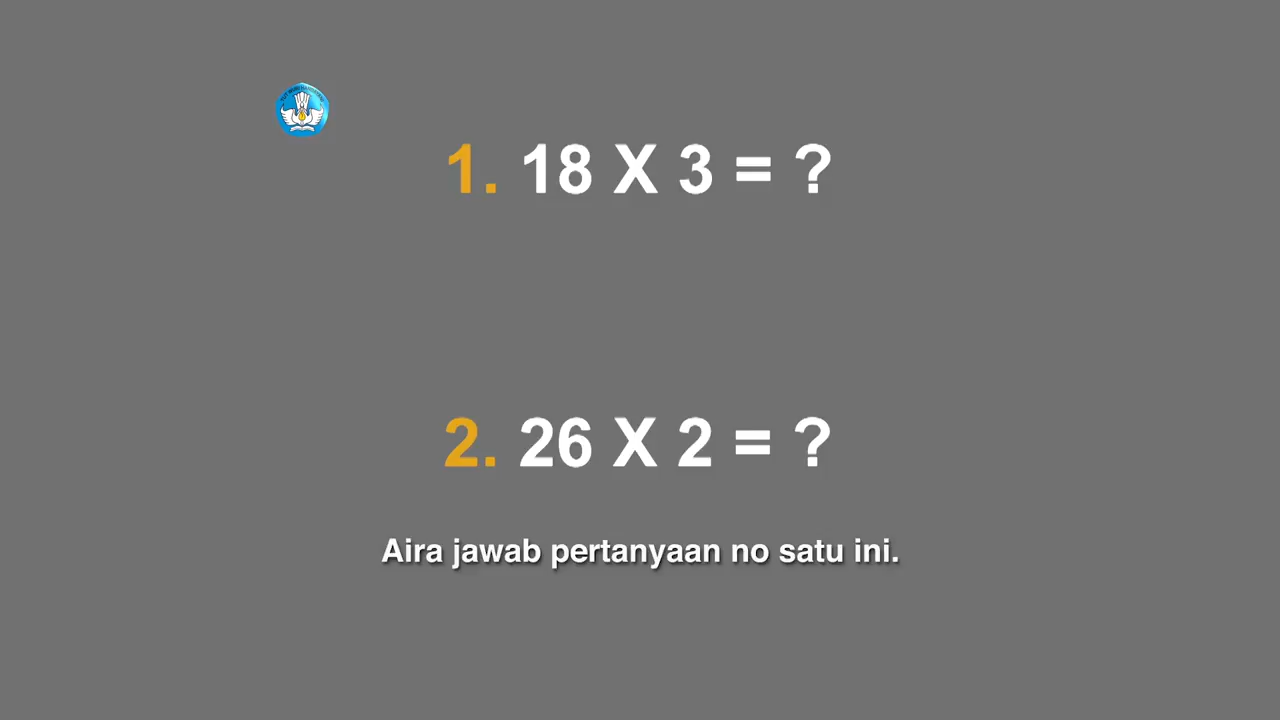 1. 18 X 3 = ?
2. 26 X 2 = ?
Aira jawab pertanyaan no satu ini.